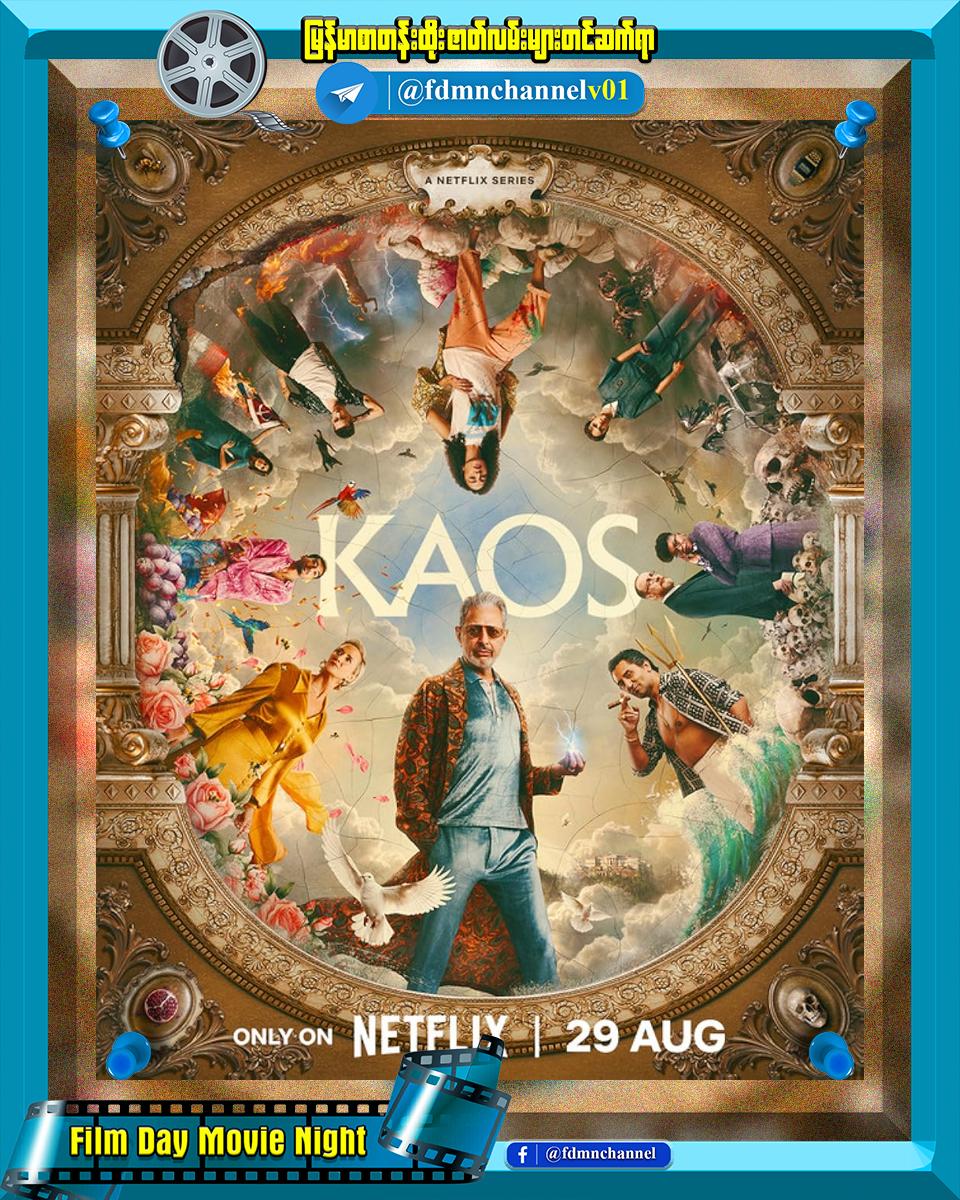 မြန်မာစာတန်းထိုးဇာတ်လမ်းများတင်ဆက်ရာ
@fdmnchannelv01
A NETFLIX SERIES
KAOS
ONLY ON NETFLIX | 29 AUG
Film Day Movie Night
f | @fdmnchannel